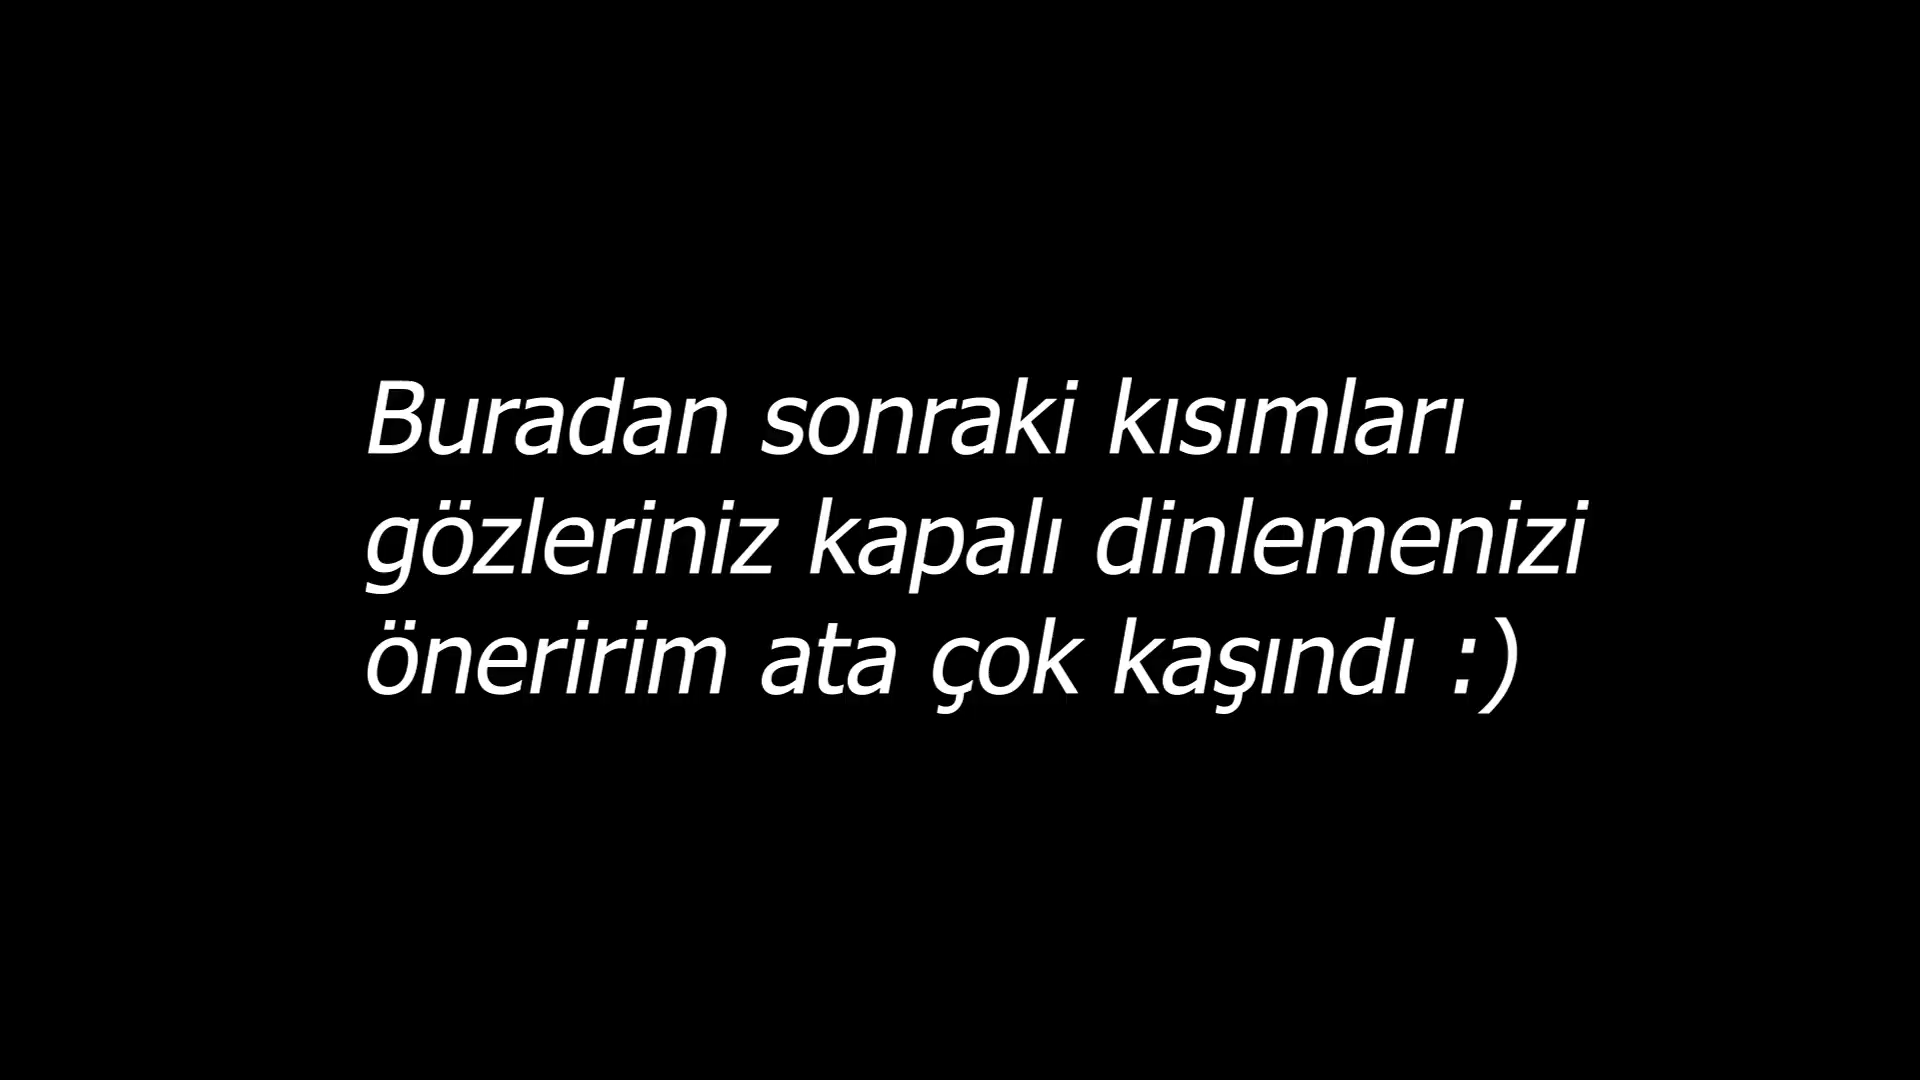 Buradan sonraki kısımları
gözleriniz kapalı dinlemenizi
öneririm ata çok kaşındı :)